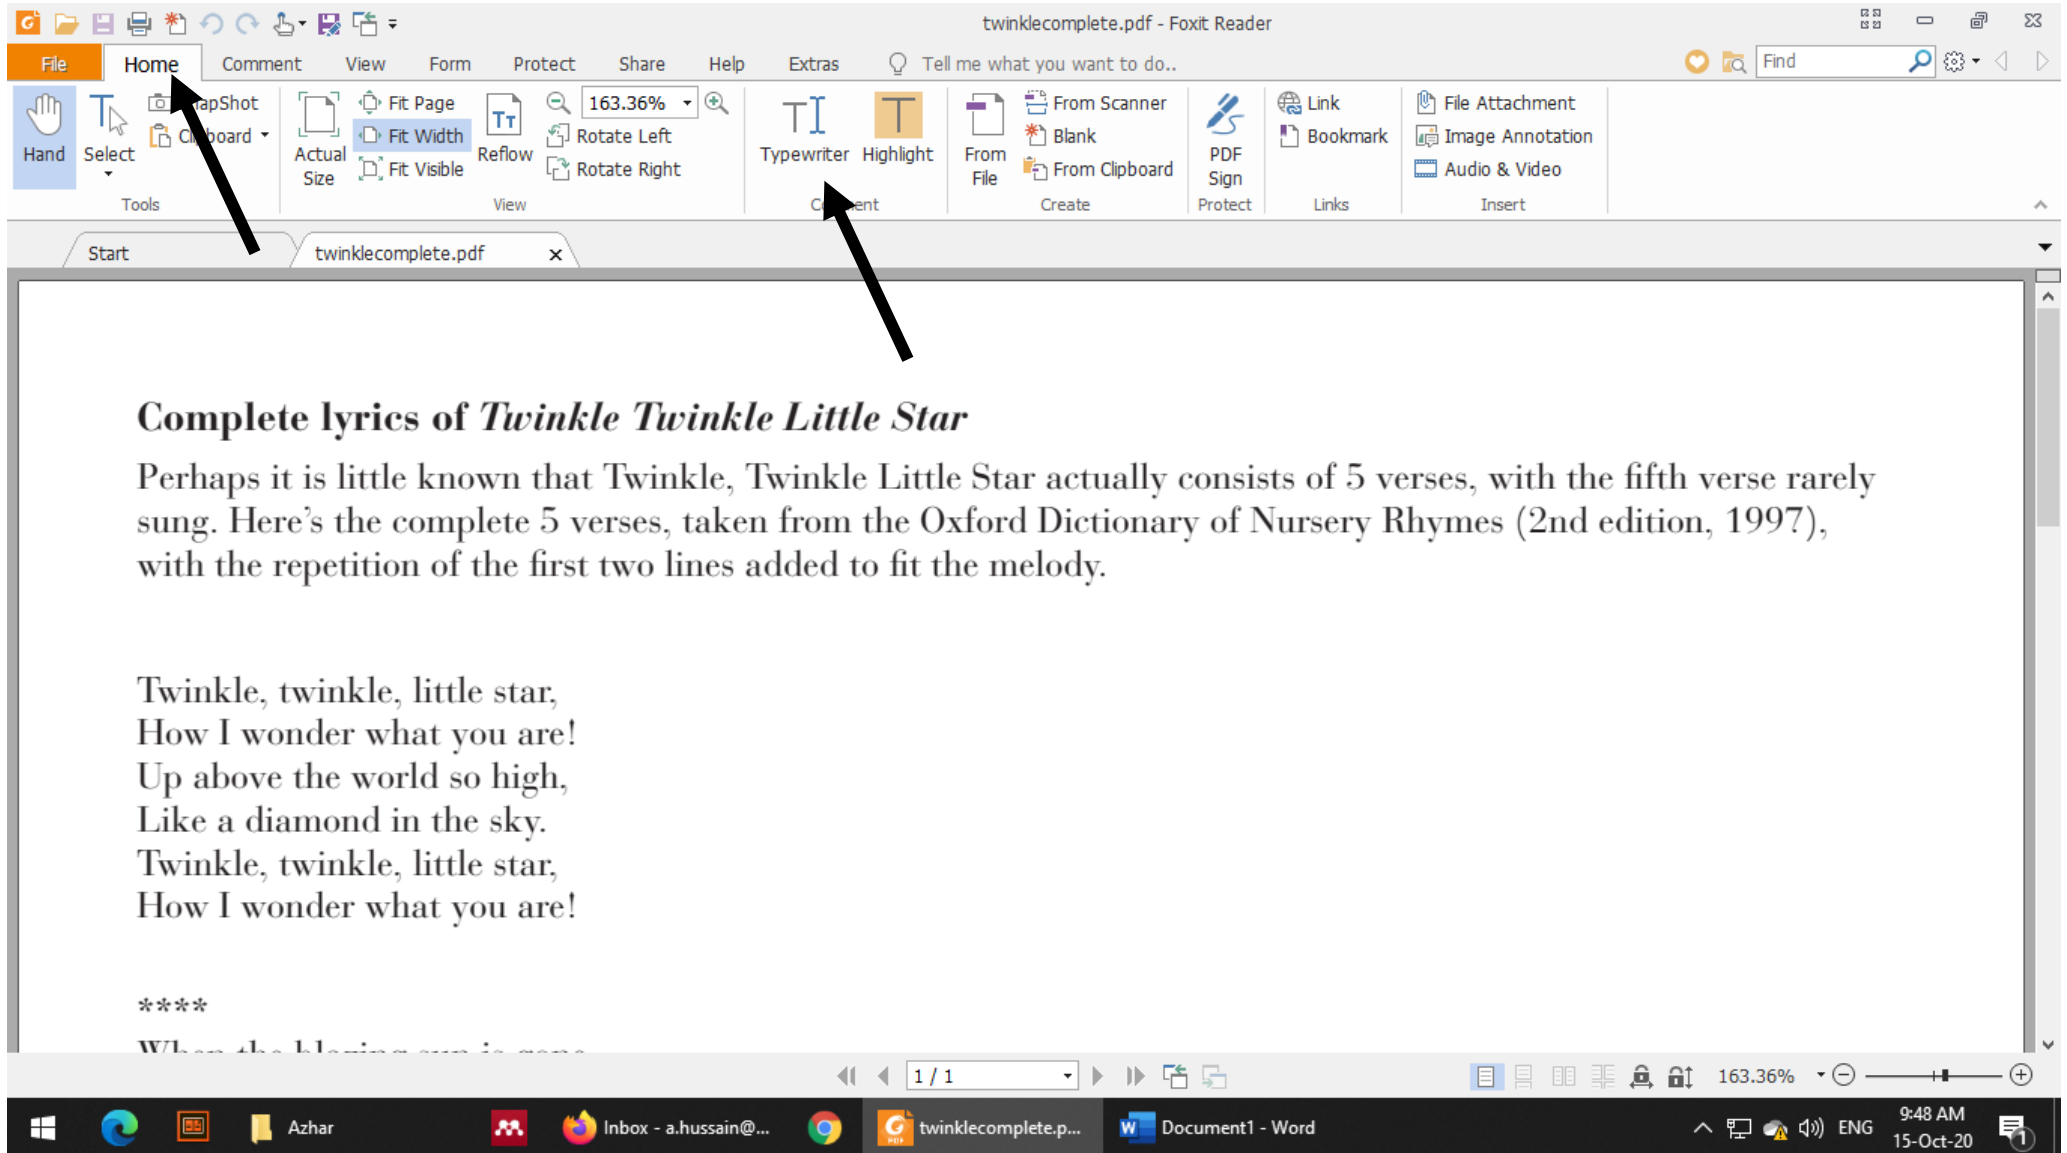 twinklecomplete.pdf - Foxit Reader
File Home Comment View Form Protect Share Help Extras Tell me what you want to do.. Find
Hand
Select
Clipboard
Tools
Actual Size
Fit Page
Fit Width
Fit Visible
Reflow
163.36%
Rotate Left
Rotate Right
View
Typewriter
Highlight
From File
From Scanner
Blank
From Clipboard
Create
PDF Sign
Protect
Link
Bookmark
Links
File Attachment
Image Annotation
Audio & Video
Insert
Start twinklecomplete.pdf
Complete lyrics of Twinkle Twinkle Little Star
Perhaps it is little known that Twinkle, Twinkle Little Star actually consists of 5 verses, with the fifth verse rarely
sung. Here's the complete 5 verses, taken from the Oxford Dictionary of Nursery Rhymes (2nd edition, 1997),
with the repetition of the first two lines added to fit the melody.
Twinkle, twinkle, little star,
How I wonder what you are!
Up above the world so high,
Like a diamond in the sky.
Twinkle, twinkle, little star,
How I wonder what you are!
****
When the blazing sun is gone
1 / 1 163.36%
Azhar Inbox - a.hussain@... twinklecomplete.p... Document1 - Word ENG 9:48 AM
15-Oct-20
1